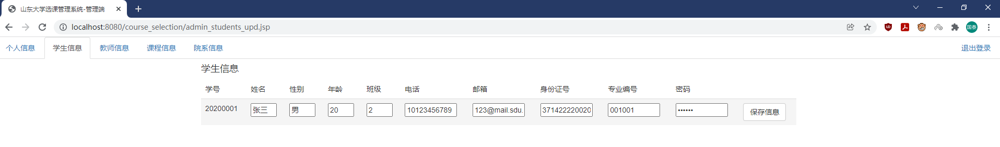 山东大学选课管理系统-管理端
localhost:8080/course_selection/admin_students_upd.jsp
国泰
个人信息 学生信息 教师信息 课程信息 院系信息 退出登录
学生信息
学号 姓名 性别 年龄 班级 电话 邮箱 身份证号 专业编号 密码
20200001 张三 男 20 2 10123456789 123@mail.sdu. 371422220020 001001 •••••• 保存信息